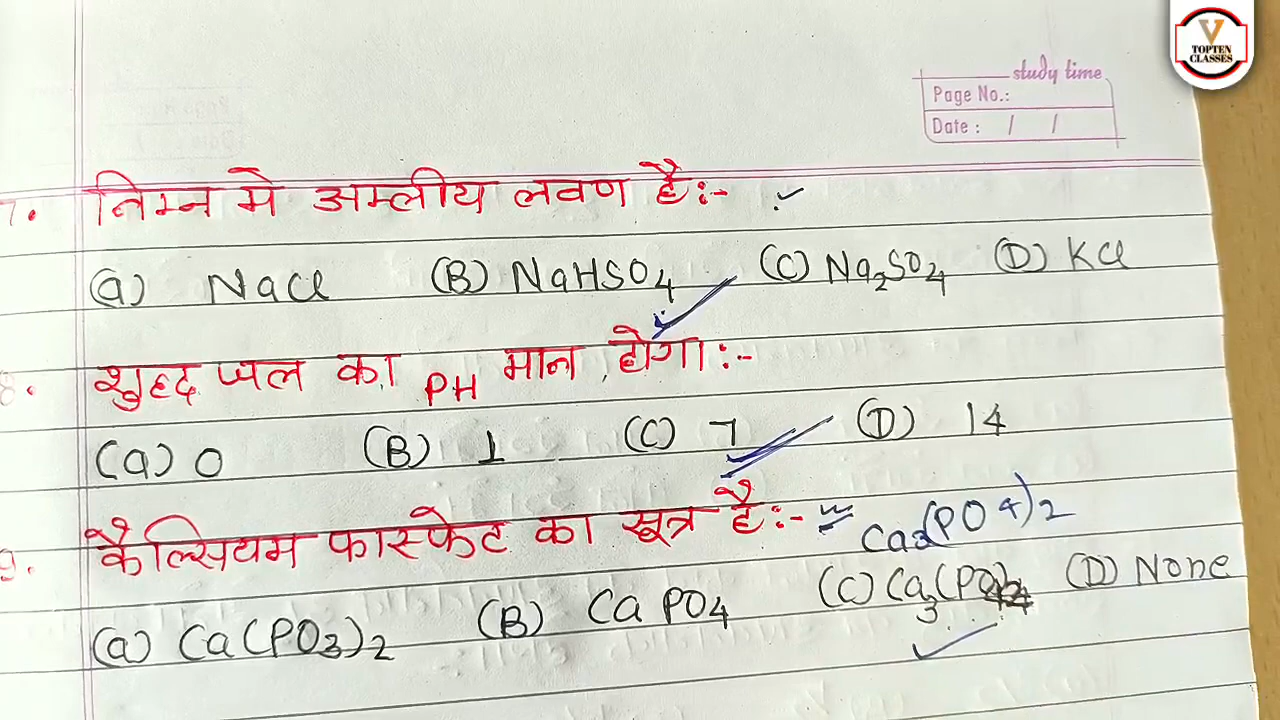 V
TOPTEN
CLASSES
study time
Page No.:
Date : / /
7. निम्न मे अम्लीय लवण है:-
(a) NaCl (B) NaHSO4 (C) Na2SO4 (D) KCl
8. शुद्द जल का PH मान होगा:-
(a) 0 (B) 1 (C) 7 (D) 14
9. कैल्सियम फास्फेट का सूत्र है:- Ca3(PO4)2
(a) Ca(PO3)2 (B) CaPO4 (C) Ca3(PO4)2 (D) None